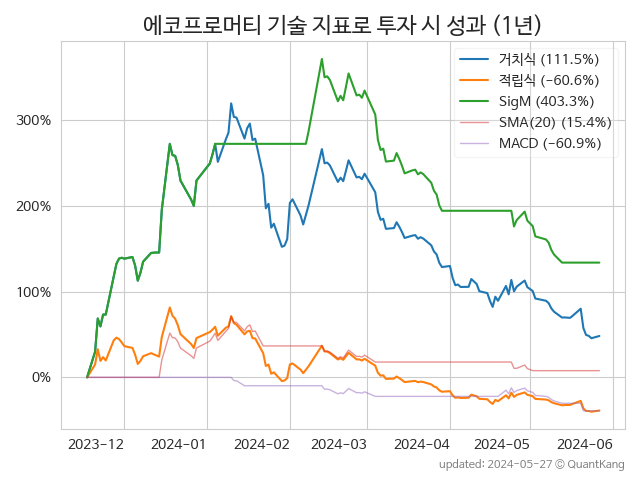 에코프로머티 기술 지표로 투자 시 성과 (1년)
거치식 (111.5%)
적립식 (−60.6%)
SigM (403.3%)
SMA(20) (15.4%)
MACD (−60.9%)
300%
200%
100%
0%
2023-12 2024-01 2024-02 2024-03 2024-04 2024-05 2024-06
updated: 2024-05-27 © QuantKang